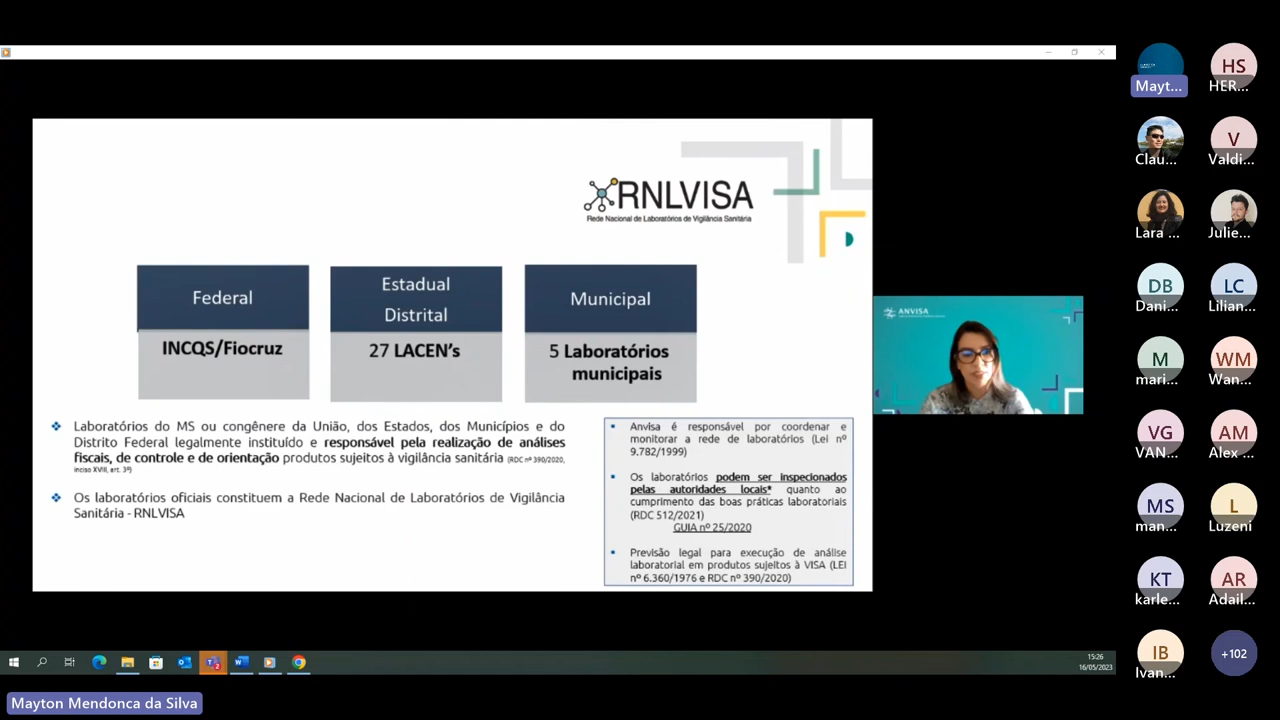 RNLVISA
Rede Nacional de Laboratórios de Vigilância Sanitária
Federal
INCQS/Fiocruz
Estadual
Distrital
27 LACEN's
Municipal
5 Laboratórios
municipais
Laboratórios do MS ou congênere da União, dos Estados, dos Municípios e do
Distrito Federal legalmente instituído e responsável pela realização de análises
fiscais, de controle e de orientação produtos sujeitos à vigilância sanitária (RDC nº 390/2020,
inciso XVIII, art. 3º)
Os laboratórios oficiais constituem a Rede Nacional de Laboratórios de Vigilância
Sanitária - RNLVISA
Anvisa é responsável por coordenar e
monitorar a rede de laboratórios (Lei nº
9.782/1999)
Os laboratórios podem ser inspecionados
pelas autoridades locais* quanto ao
cumprimento das boas práticas laboratoriais
(RDC 512/2021)
GUIA nº 25/2020
Previsão legal para execução de análise
laboratorial em produtos sujeitos à VISA (LEI
nº 6.360/1976 e RDC nº 390/2020)
ANVISA
Mayt...
HS
HER...
Clau...
V
Valdi...
Lara ...
Julie...
DB
Dani...
LC
Lilian...
M
mari...
WM
Wan...
VG
VAN...
AM
Alex ...
MS
man...
L
Luzeni
KT
karle...
AR
Adail...
IB
Ivan...
+102
15:26
16/05/2023
Mayton Mendonca da Silva